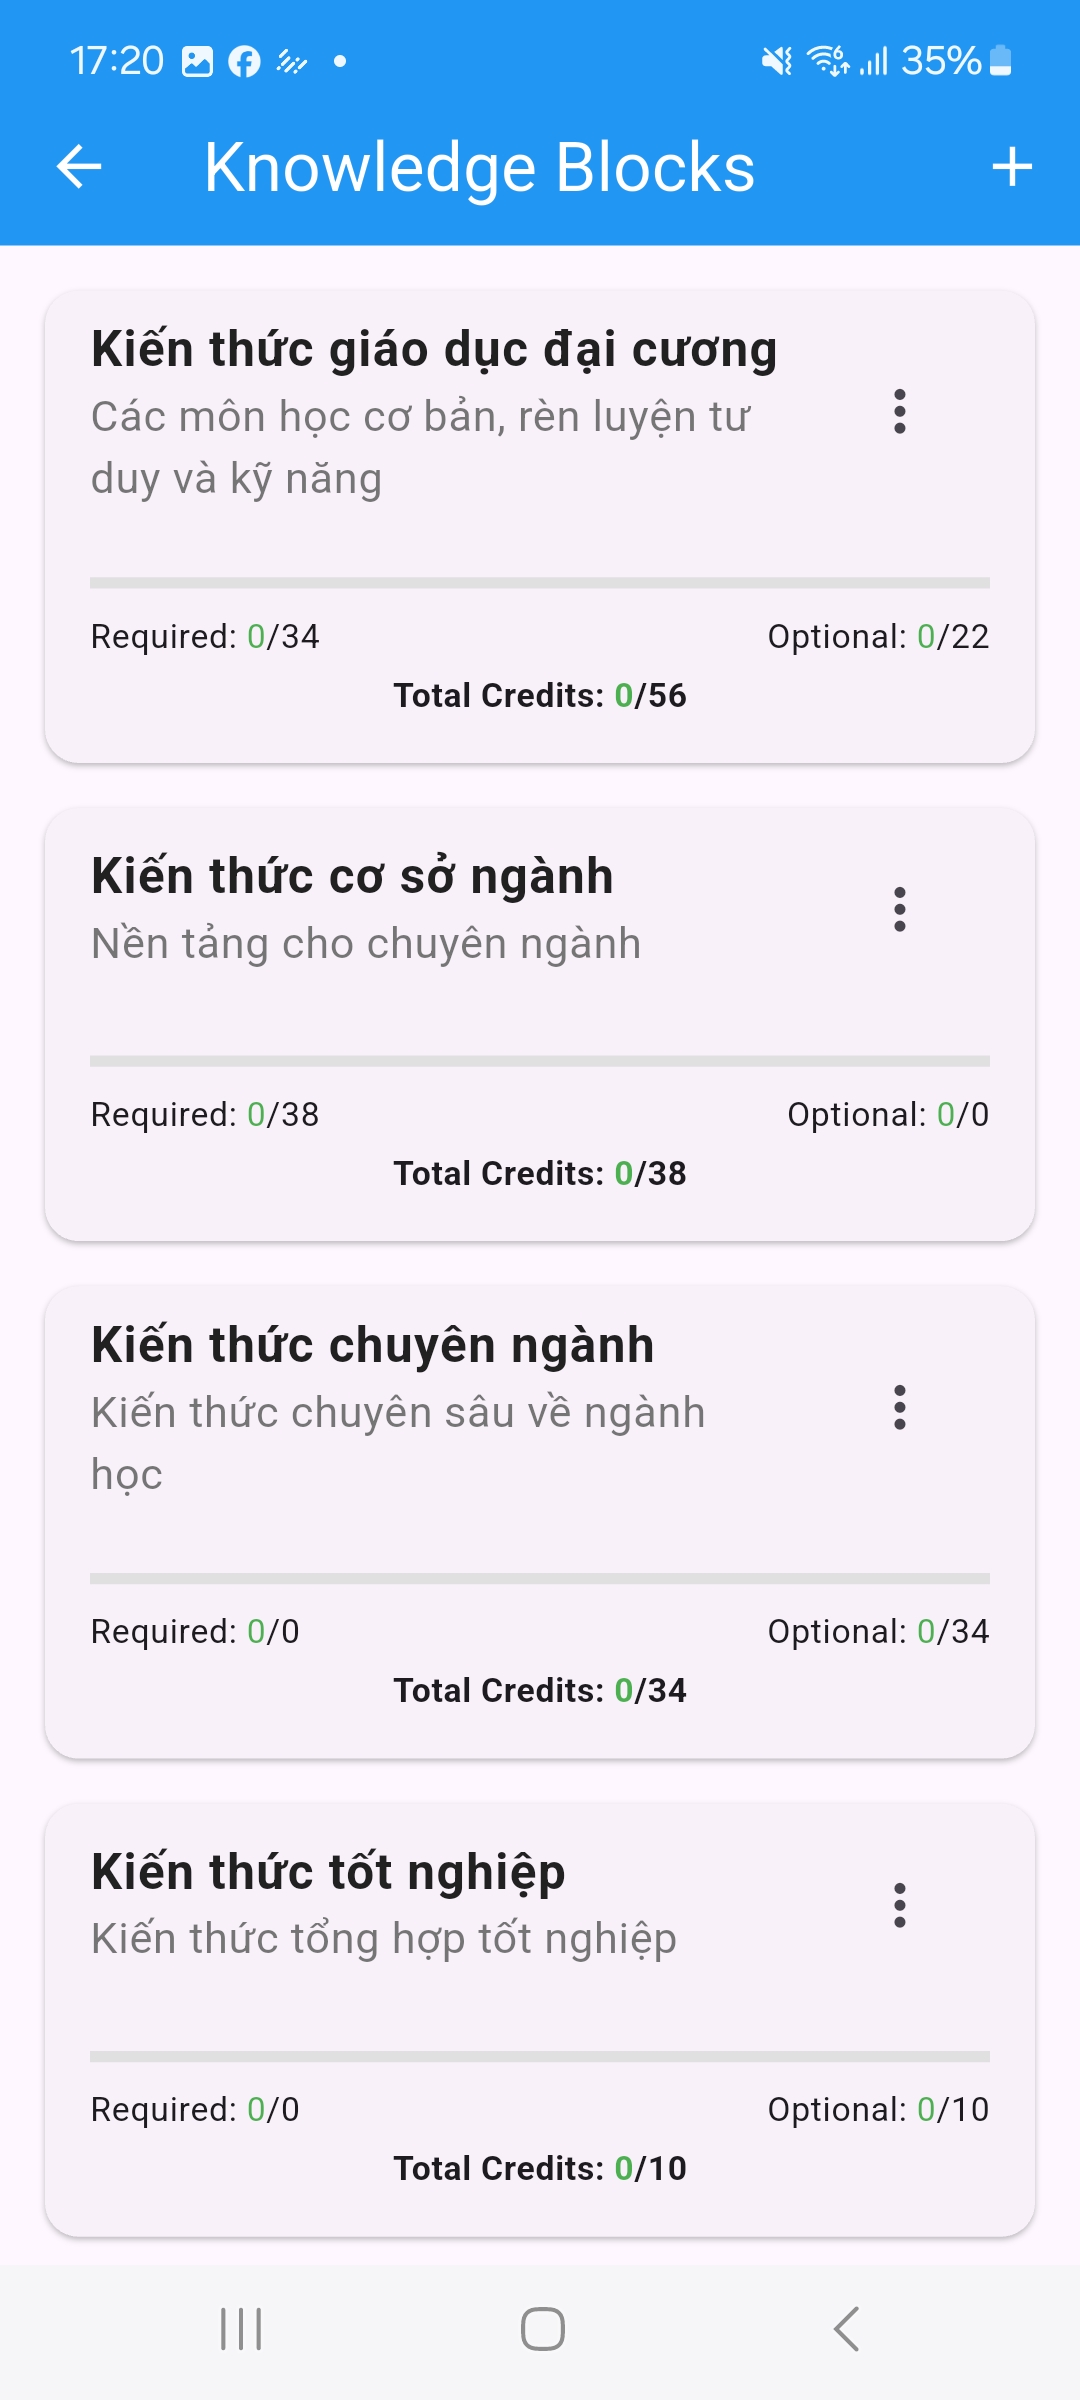 17:20
35%
Knowledge Blocks
Kiến thức giáo dục đại cương
Các môn học cơ bản, rèn luyện tư
duy và kỹ năng
Required: 0/34
Optional: 0/22
Total Credits: 0/56
Kiến thức cơ sở ngành
Nền tảng cho chuyên ngành
Required: 0/38
Optional: 0/0
Total Credits: 0/38
Kiến thức chuyên ngành
Kiến thức chuyên sâu về ngành
học
Required: 0/0
Optional: 0/34
Total Credits: 0/34
Kiến thức tốt nghiệp
Kiến thức tổng hợp tốt nghiệp
Required: 0/0
Optional: 0/10
Total Credits: 0/10